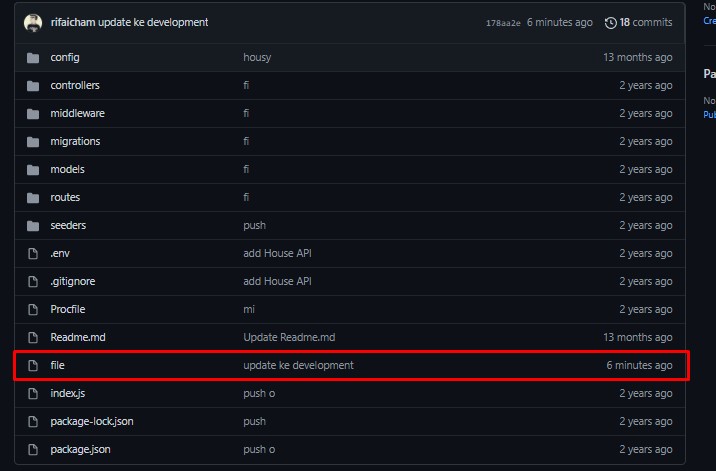 rifaicham update ke development 178aa2e 6 minutes ago 18 commits
config housy 13 months ago
controllers fi 2 years ago
middleware fi 2 years ago
migrations fi 2 years ago
models fi 2 years ago
routes fi 2 years ago
seeders push 2 years ago
.env add House API 2 years ago
.gitignore add House API 2 years ago
Procfile mi 2 years ago
Readme.md Update Readme.md 13 months ago
file update ke development 6 minutes ago
index.js push o 2 years ago
package-lock.json push 2 years ago
package.json push o 2 years ago
No
Cre
Pa
No
Pub